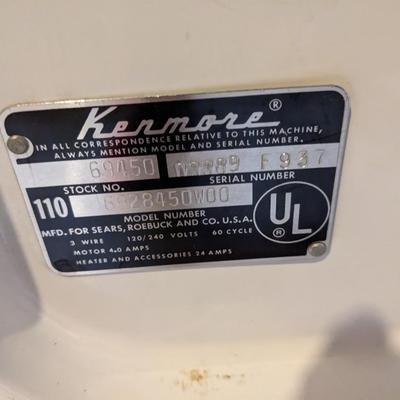 Kenmore®
IN ALL CORRESPONDENCE RELATIVE TO THIS MACHINE,
ALWAYS MENTION MODEL AND SERIAL NUMBER.
69450 F937
STOCK NO. SERIAL NUMBER
110
MODEL NUMBER
MFD. FOR SEARS, ROEBUCK AND CO. U.S.A.
3 WIRE 120/240 VOLTS 60 CYCLE
MOTOR 4.0 AMPS
HEATER AND ACCESSORIES 24 AMPS
UL ®